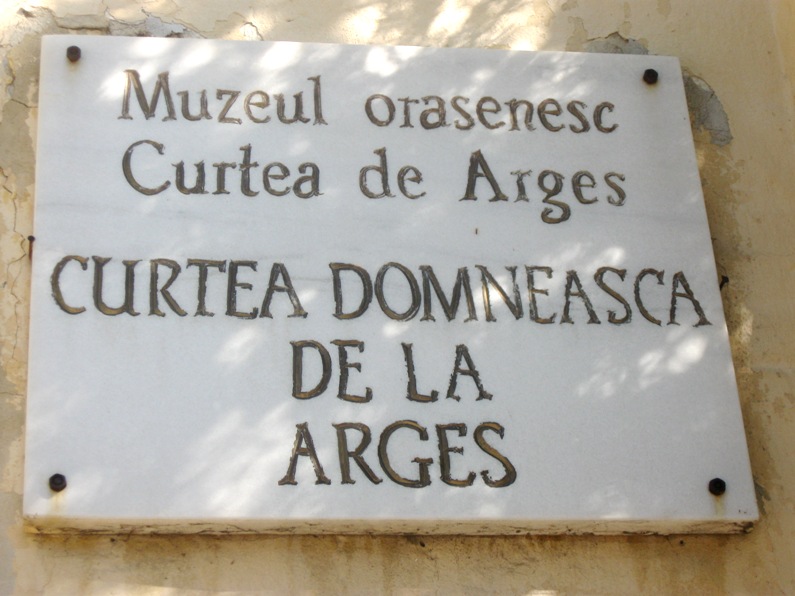 Muzeul orasenesc
Curtea de Arges
CURTEA DOMNEASCA
DE LA
ARGES